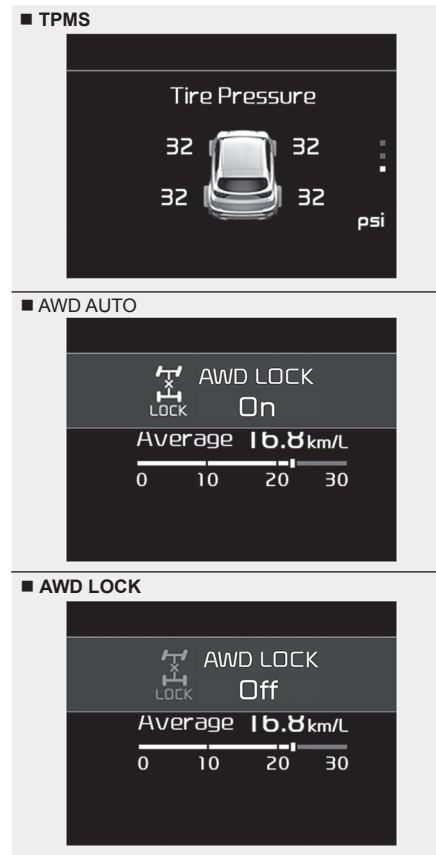 ■ TPMS
Tire Pressure
32 32
32 32
psi
■ AWD AUTO
AWD LOCK
LOCK On
Average 16.8km/L
0 10 20 30
■ AWD LOCK
AWD LOCK
LOCK Off
Average 16.8km/L
0 10 20 30